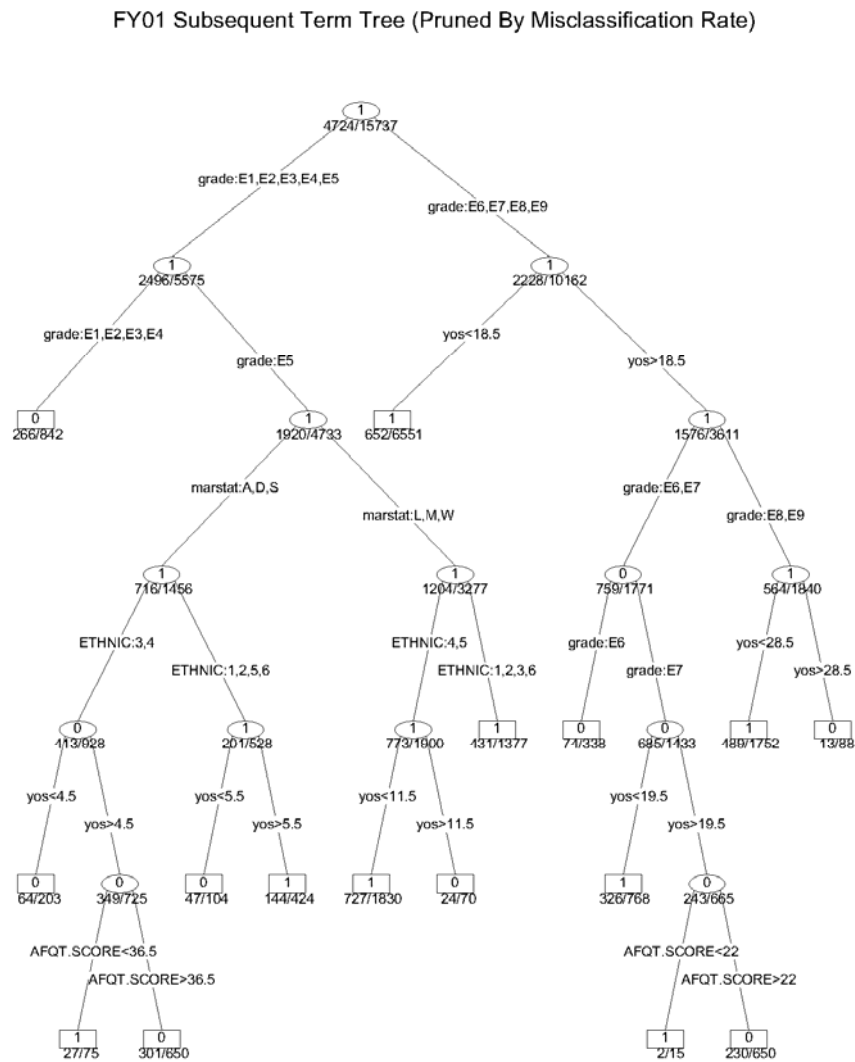 FY01 Subsequent Term Tree (Pruned By Misclassification Rate)
1
4724/15737
grade:E1,E2,E3,E4,E5
grade:E6,E7,E8,E9
1
2496/5575
1
2228/10162
grade:E1,E2,E3,E4
grade:E5
yos<18.5
yos>18.5
0
266/842
1
1920/4733
1
652/6551
1
1576/3611
marstat:A,D,S
marstat:L,M,W
grade:E6,E7
grade:E8,E9
1
716/1456
1
1204/3277
0
759/1771
1
564/1840
ETHNIC:3,4
ETHNIC:1,2,5,6
ETHNIC:4,5
ETHNIC:1,2,3,6
grade:E6
grade:E7
yos<28.5
yos>28.5
0
413/928
1
201/528
1
773/1900
1
431/1377
0
74/338
0
685/1433
1
489/1752
0
13/88
yos<4.5
yos>4.5
yos<5.5
yos>5.5
yos<11.5
yos>11.5
yos<19.5
yos>19.5
0
64/203
0
349/725
0
47/104
1
144/424
1
727/1830
0
24/70
1
326/768
0
243/665
AFQT.SCORE<36.5
AFQT.SCORE>36.5
AFQT.SCORE<22
AFQT.SCORE>22
1
27/75
0
301/650
1
2/15
0
230/650